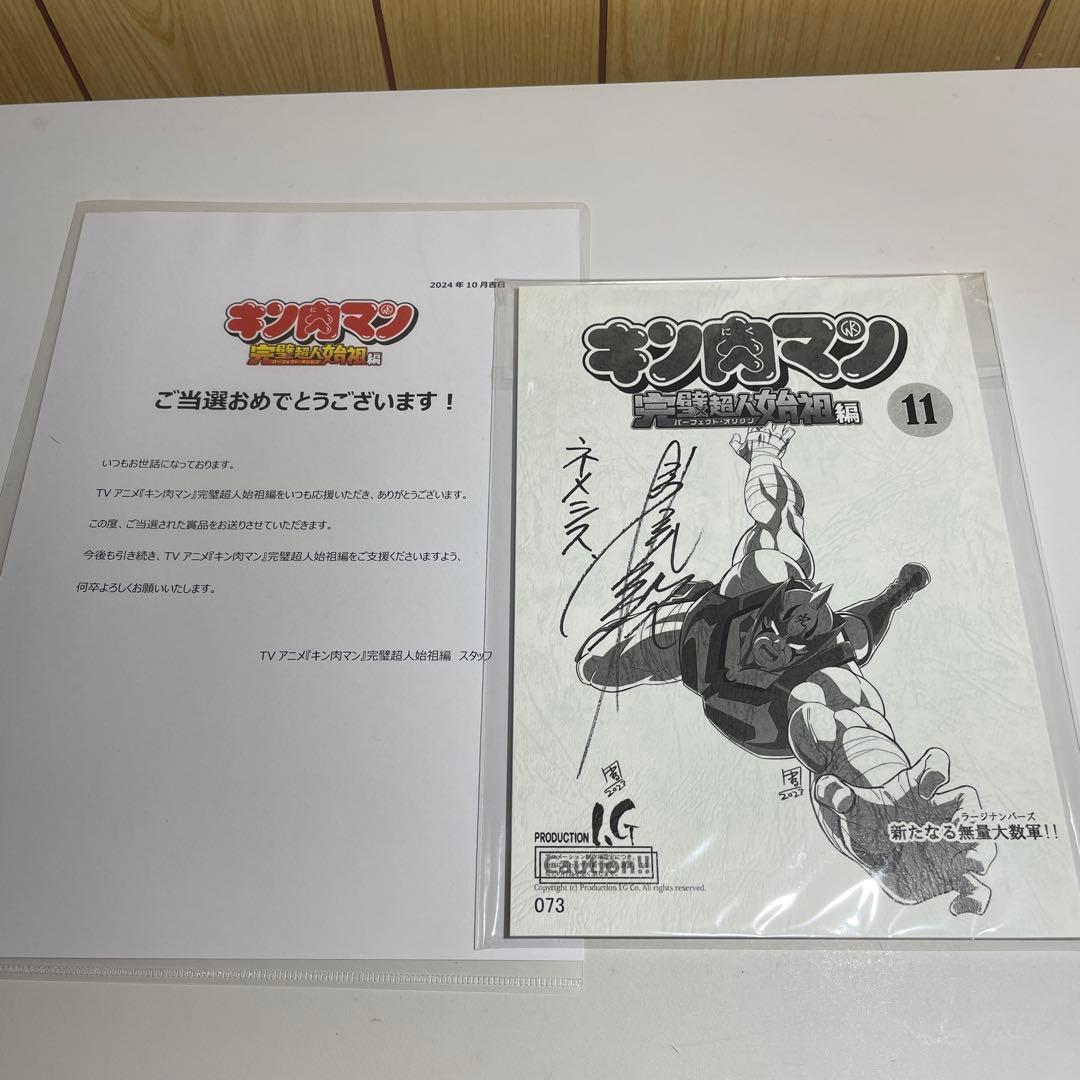 2024年10月吉日
キン肉マン
完璧超人始祖編
パーフェクト・オリジン
ご当選おめでとうございます！
いつもお世話になっております。
TVアニメ『キン肉マン』完璧超人始祖編をいつも応援いただき、ありがとうございます。
この度、ご当選された賞品をお送りさせていただきます。
今後も引き続き、TVアニメ『キン肉マン』完璧超人始祖編をご支援くださいますよう、
何卒よろしくお願いいたします。
TVアニメ『キン肉マン』完璧超人始祖編 スタッフ
にく
キン肉マン
完璧超人始祖編
パーフェクト・オリジン
11
ネメシス
2023
2023
ラージナンバーズ
新たなる無量大数軍!!
PRODUCTION I.G
Caution!!
Copyright (c) Production I.G Co. All rights reserved.
073